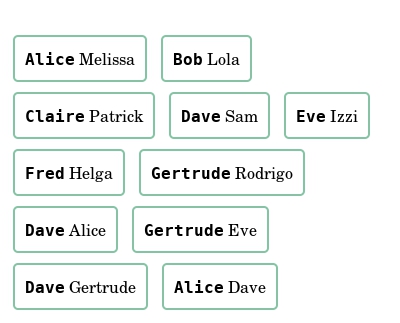 Alice Melissa Bob Lola
Claire Patrick Dave Sam Eve Izzi
Fred Helga Gertrude Rodrigo
Dave Alice Gertrude Eve
Dave Gertrude Alice Dave